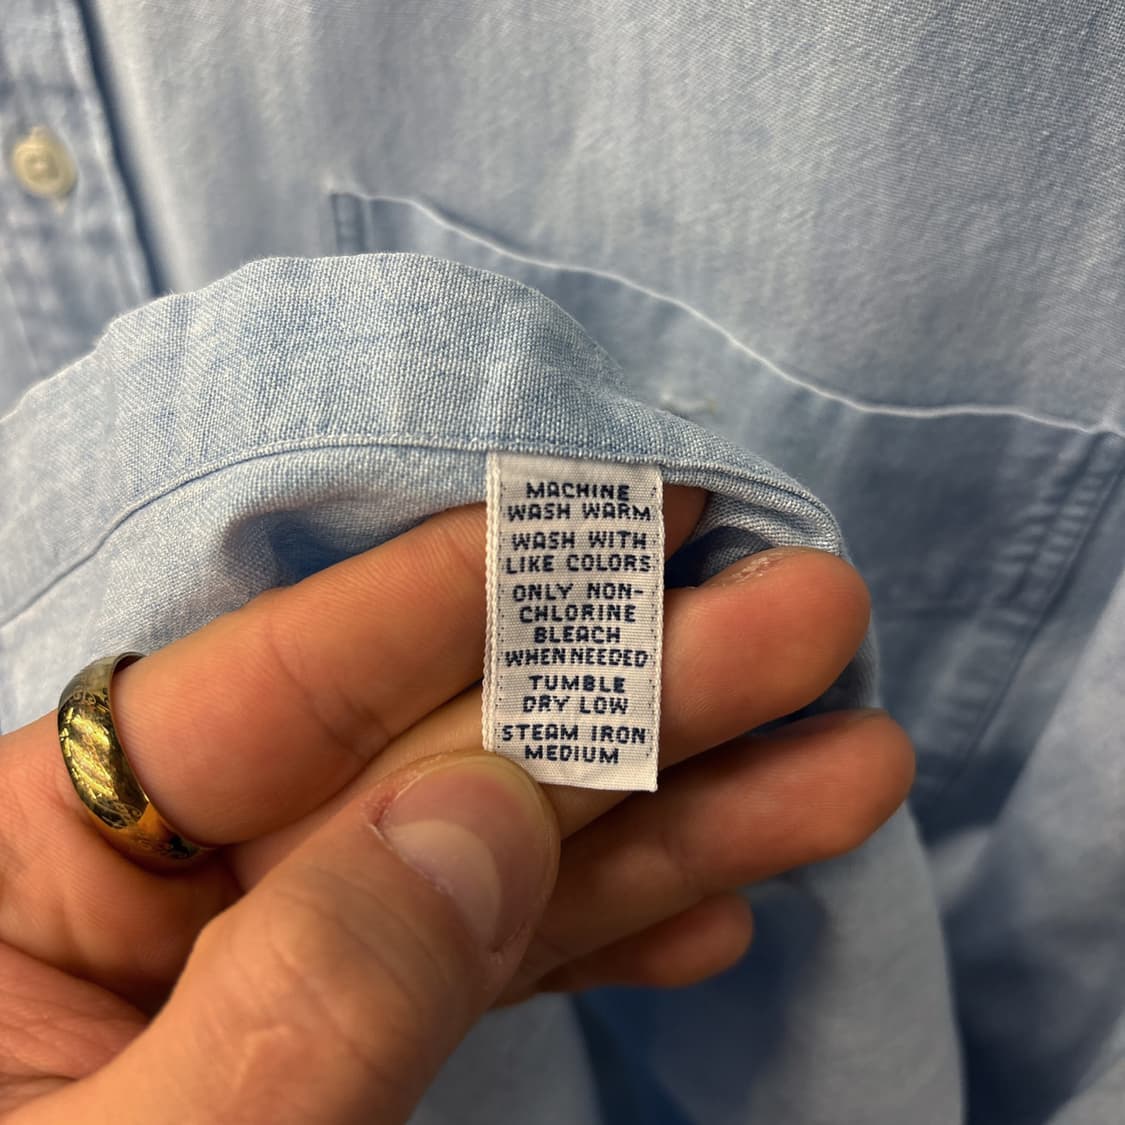 MACHINE
WASH WARM
WASH WITH
LIKE COLORS
ONLY NON-
CHLORINE
BLEACH
WHEN NEEDED
TUMBLE
DRY LOW
STEAM IRON
MEDIUM